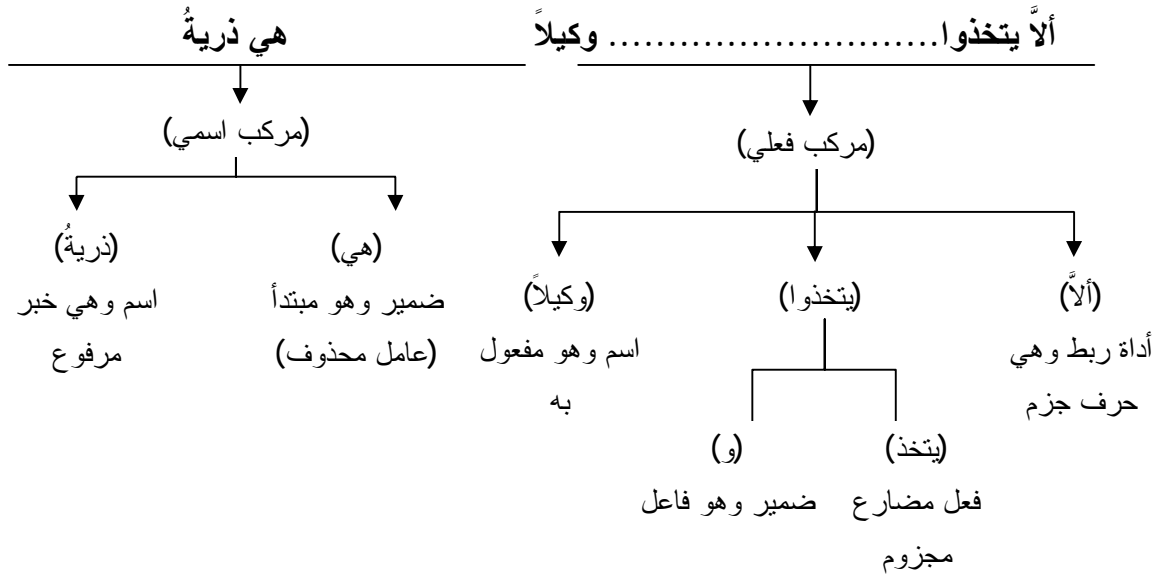 ألاَّ يتخذوا........................... وكيلاً هي ذريةُ
(مركب فعلي) (مركب اسمي)
(ألاَّ) (يتخذوا) (وكيلاً) (هي) (ذريةُ)
أداة ربط وهي اسم وهو مفعول ضمير وهو مبتدأ اسم وهي خبر
حرف جزم به (عامل محذوف) مرفوع
(يتخذ) (و)
فعل مضارع ضمير وهو فاعل
مجزوم